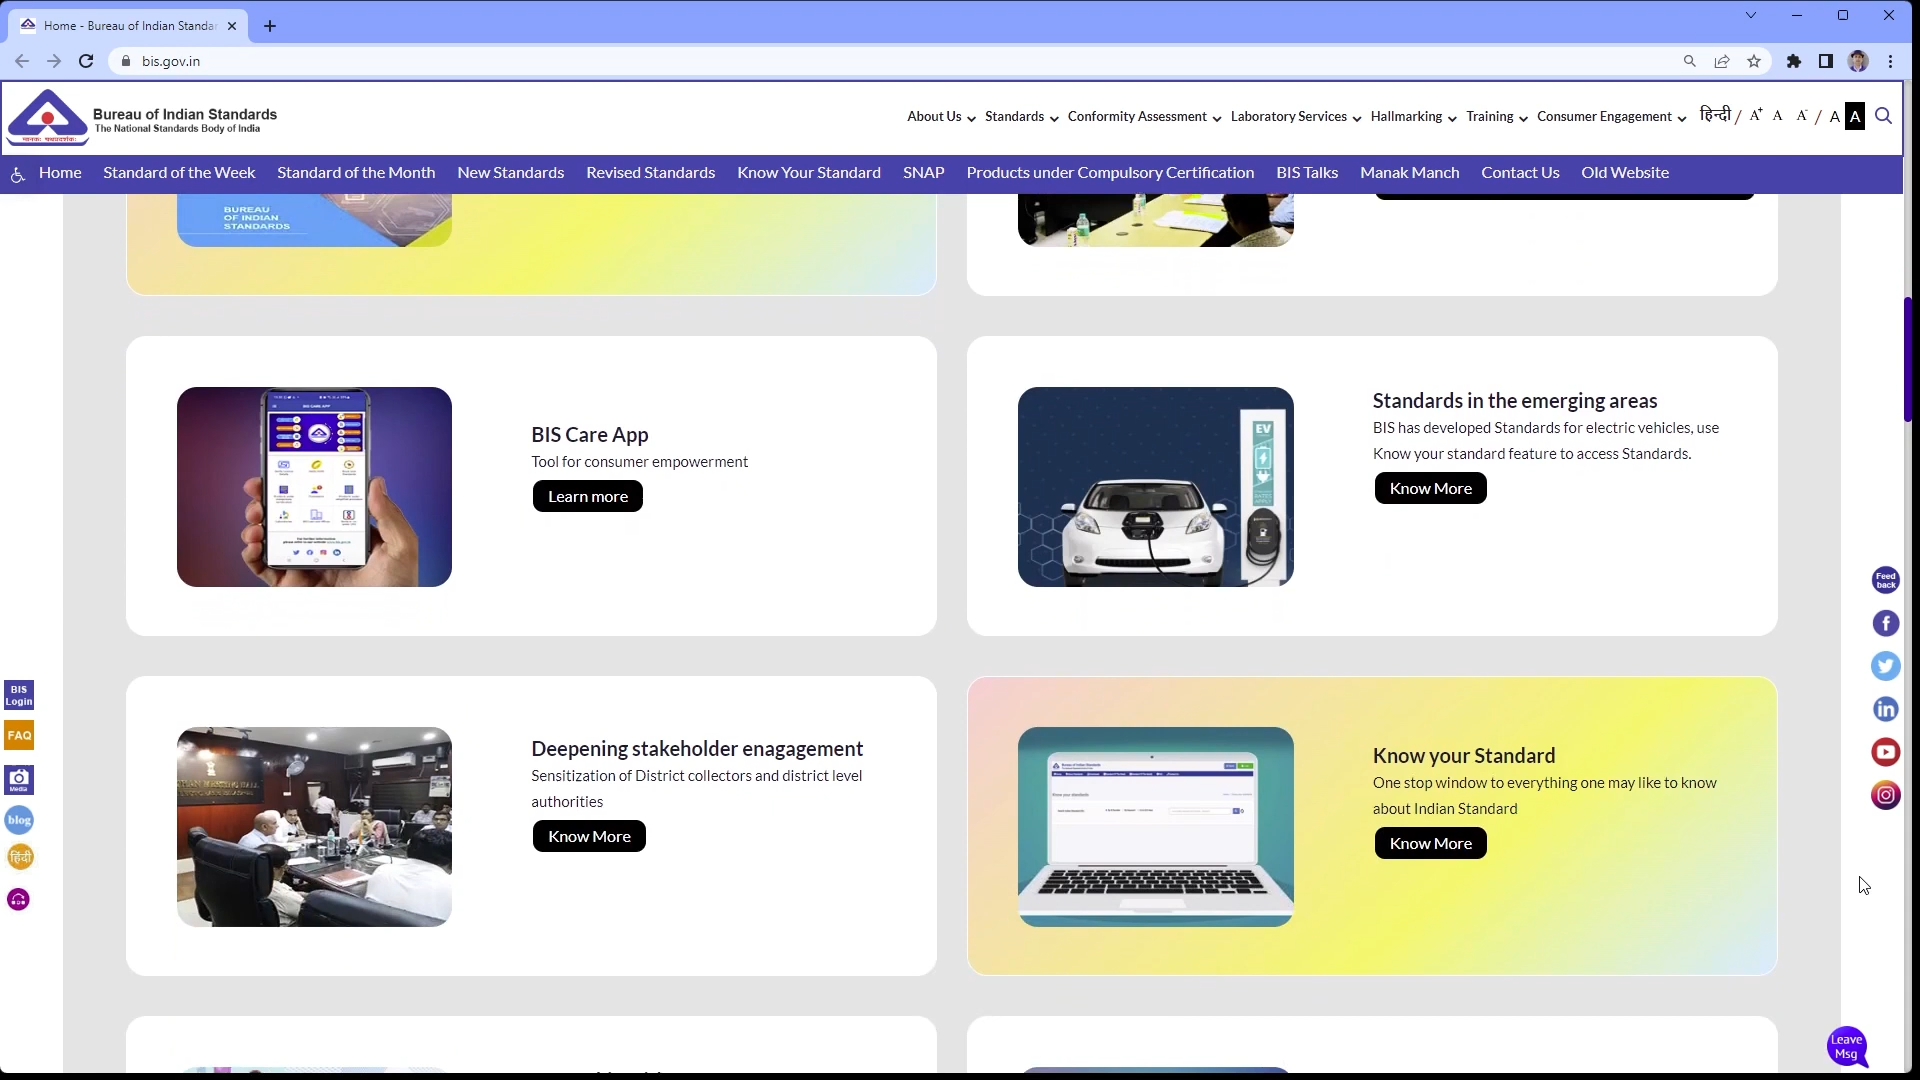 Home - Bureau of Indian Standar
bis.gov.in
Bureau of Indian Standards
The National Standards Body of India
मानकः पथप्रदर्शकः
About Us
Standards
Conformity Assessment
Laboratory Services
Hallmarking
Training
Consumer Engagement
हिन्दी / A+ A A- / A A
Home
Standard of the Week
Standard of the Month
New Standards
Revised Standards
Know Your Standard
SNAP
Products under Compulsory Certification
BIS Talks
Manak Manch
Contact Us
Old Website
BUREAU
OF INDIAN
STANDARDS
BIS CARE APP
BIS Care App
Tool for consumer empowerment
Learn more
EV
Standards in the emerging areas
BIS has developed Standards for electric vehicles, use
Know your standard feature to access Standards.
Know More
Deepening stakeholder enagagement
Sensitization of District collectors and district level
authorities
Know More
Know your Standard
One stop window to everything one may like to know
about Indian Standard
Know More
BIS
Login
FAQ
Media
blog
हिंदी
Feed
back
Leave
Msg